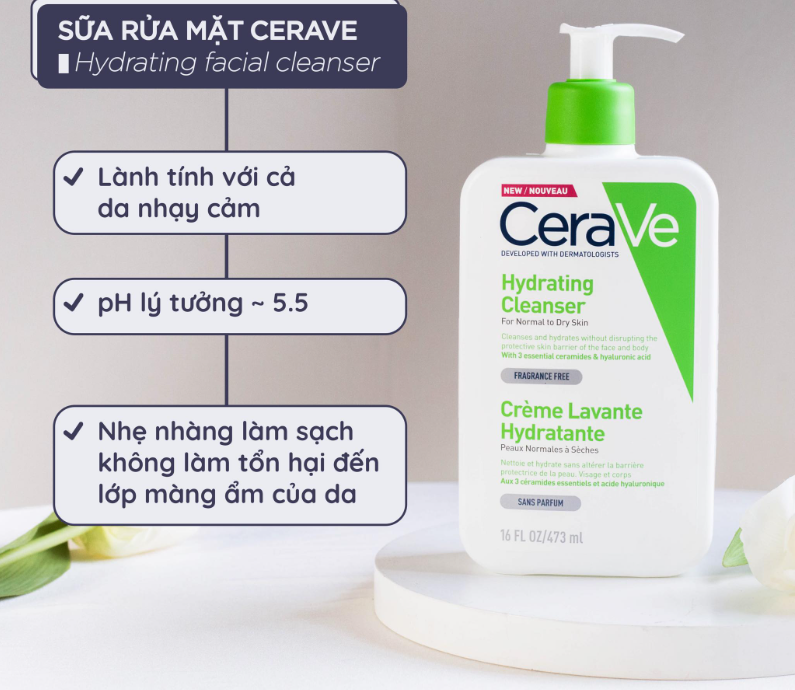 SỮA RỬA MẶT CERAVE
Hydrating facial cleanser
✓ Lành tính với cả
da nhạy cảm
✓ pH lý tưởng ~ 5.5
✓ Nhẹ nhàng làm sạch
không làm tổn hại đến
lớp màng ẩm của da
NEW / NOUVEAU
CeraVe
DEVELOPED WITH DERMATOLOGISTS
Hydrating
Cleanser
For Normal to Dry Skin
Cleanses and hydrates without disrupting the
protective skin barrier of the face and body
With 3 essential ceramides & hyaluronic acid
FRAGRANCE FREE
Crème Lavante
Hydratante
Peaux Normales à Sèches
Nettoie et hydrate sans altérer la barrière
protectrice de la peau. Visage et corps
Aux 3 céramides essentiels et acide hyaluronique
SANS PARFUM
16 FL OZ/473 ml